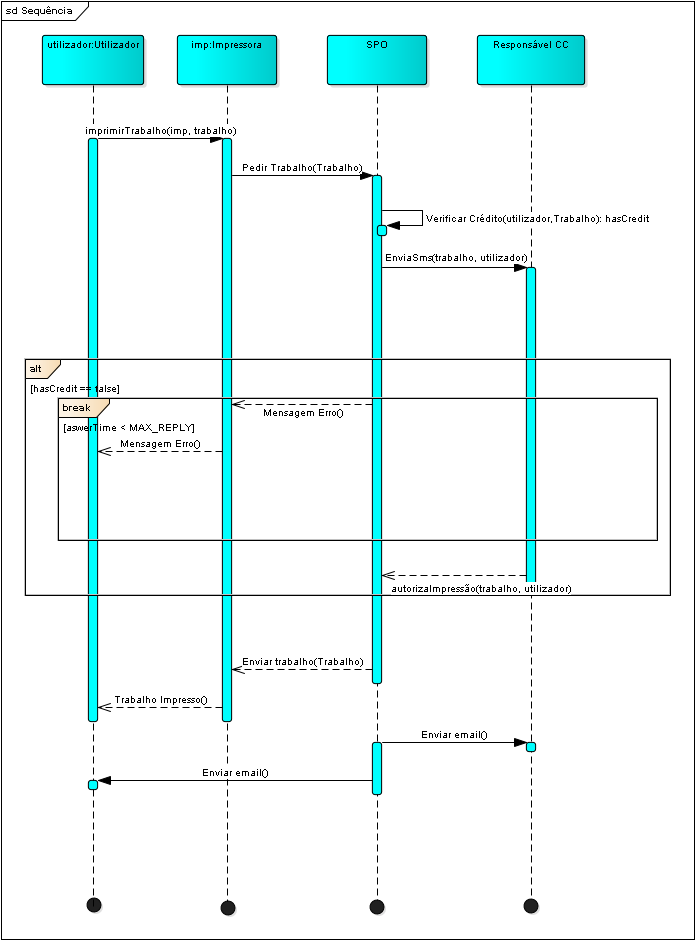 sd Sequência
utilizador:Utilizador
imp:Impressora
SPO
Responsável CC
imprimirTrabalho(imp, trabalho)
Pedir Trabalho(Trabalho)
Verificar Crédito(utilizador,Trabalho): hasCredit
EnviaSms(trabalho, utilizador)
alt
[hasCredit == false]
break
Mensagem Erro()
[aswerTime < MAX_REPLY]
Mensagem Erro()
autorizaImpressão(trabalho, utilizador)
Enviar trabalho(Trabalho)
Trabalho Impresso()
Enviar email()
Enviar email()